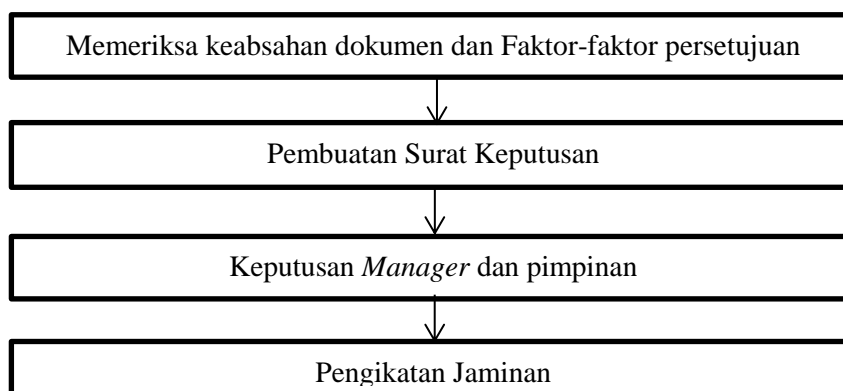 Memeriksa keabsahan dokumen dan Faktor-faktor persetujuan
Pembuatan Surat Keputusan
Keputusan Manager dan pimpinan
Pengikatan Jaminan